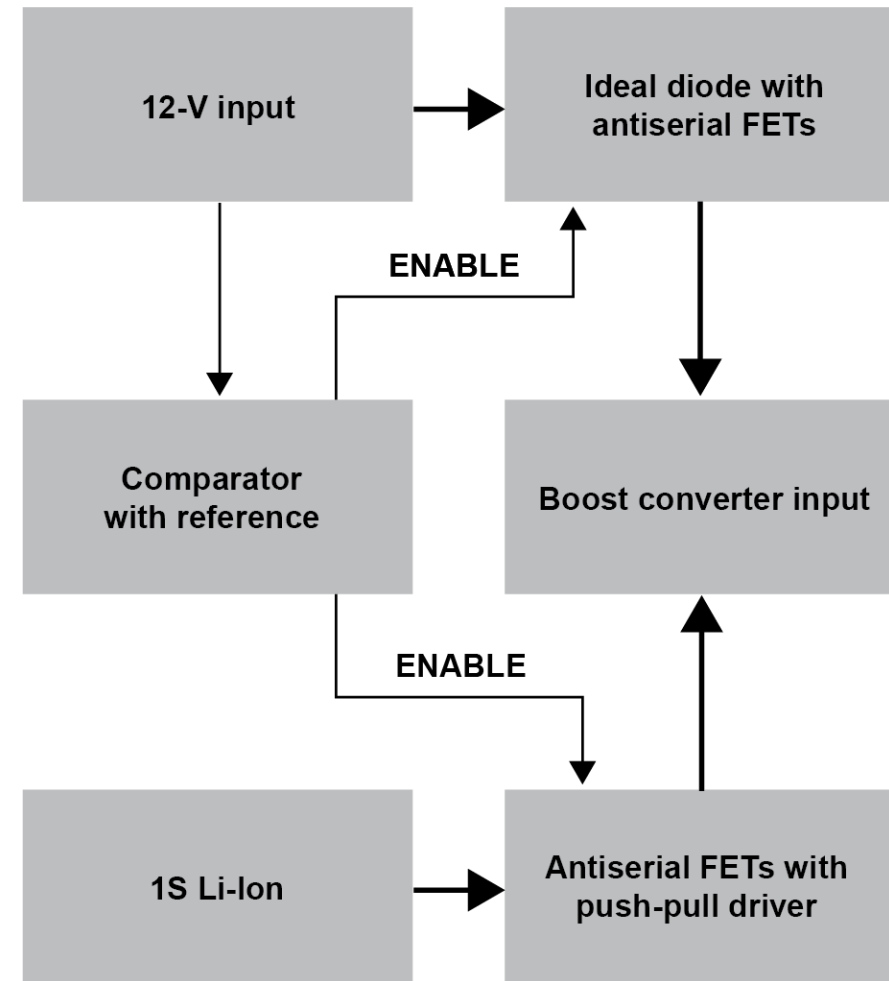 12-V input
Ideal diode with
antiserial FETs
ENABLE
Comparator
with reference
Boost converter input
ENABLE
1S Li-Ion
Antiserial FETs with
push-pull driver